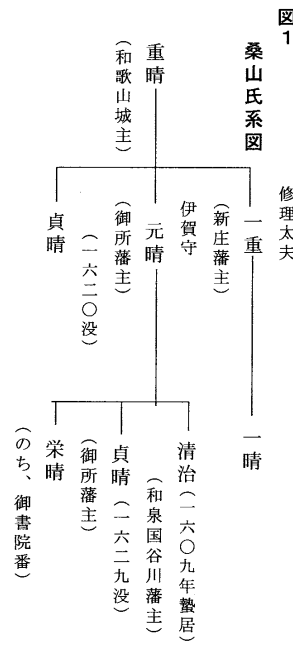 図1
桑山氏系図
重晴
(和歌山城主)
修理太夫
一重
(新庄藩主)
伊賀守
元晴
(御所藩主)
貞晴
(一六二〇没)
一晴
清治(一六〇九年蟄居)
(和泉国谷川藩主)
貞晴(一六二九没)
(御所藩主)
栄晴
(のち、御書院番)